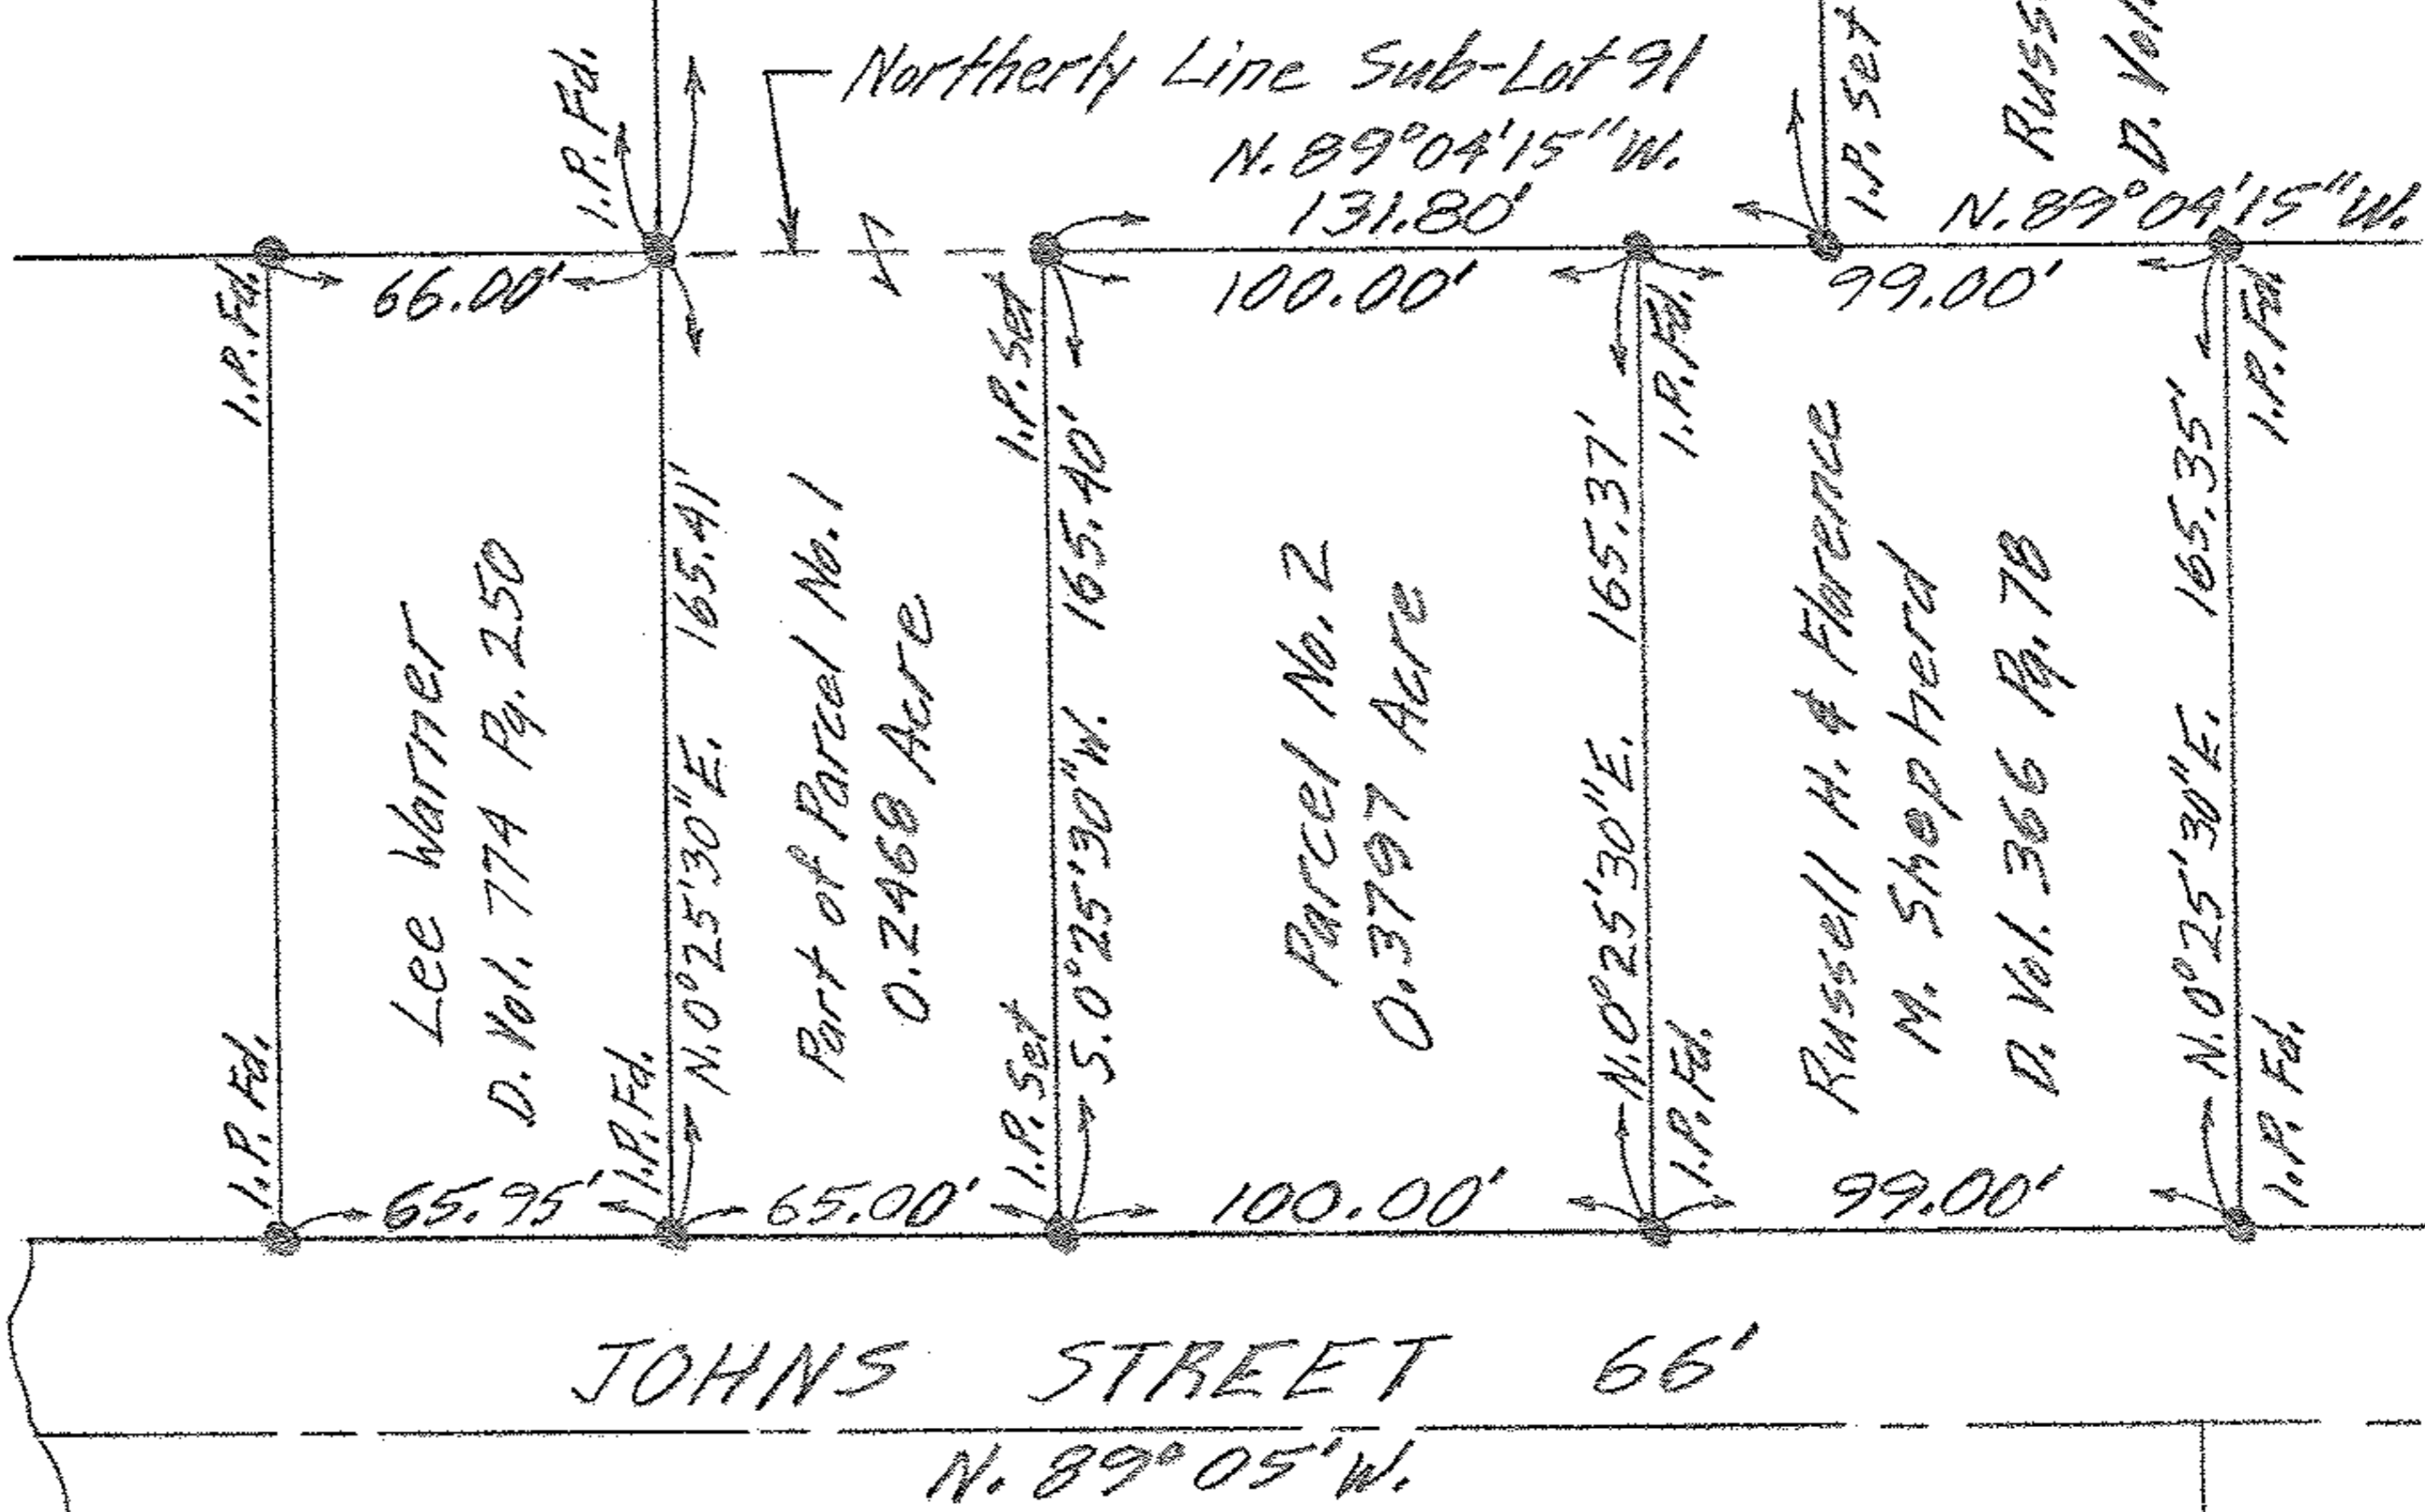 Northerly Line Sub-Lot 91
N. 89°04'15" W.
131.80'
I.P. Fd.
I.P. Set
Russ
D. Vol.
N. 89°04'15" W.
I.P. Fd.
66.00'
I.P. Set
100.00'
I.P. Fd.
99.00'
I.P. Fd.
Lee Warner
D. Vol. 774 Pg. 250
N. 0°25'30" E. 165.41'
Part of Parcel No. 1
0.2468 Acre
S. 0°25'30" W. 165.40'
Parcel No. 2
0.3797 Acre
N. 0°25'30" E. 165.37'
Russell H. & Florence
M. Shepherd
D. Vol. 366 Pg. 78
N. 0°25'30" E. 165.35'
I.P. Fd.
65.95'
I.P. Fd.
65.00'
I.P. Set
100.00'
I.P. Fd.
99.00'
I.P. Fd.
JOHNS STREET 66'
N. 89°05' W.